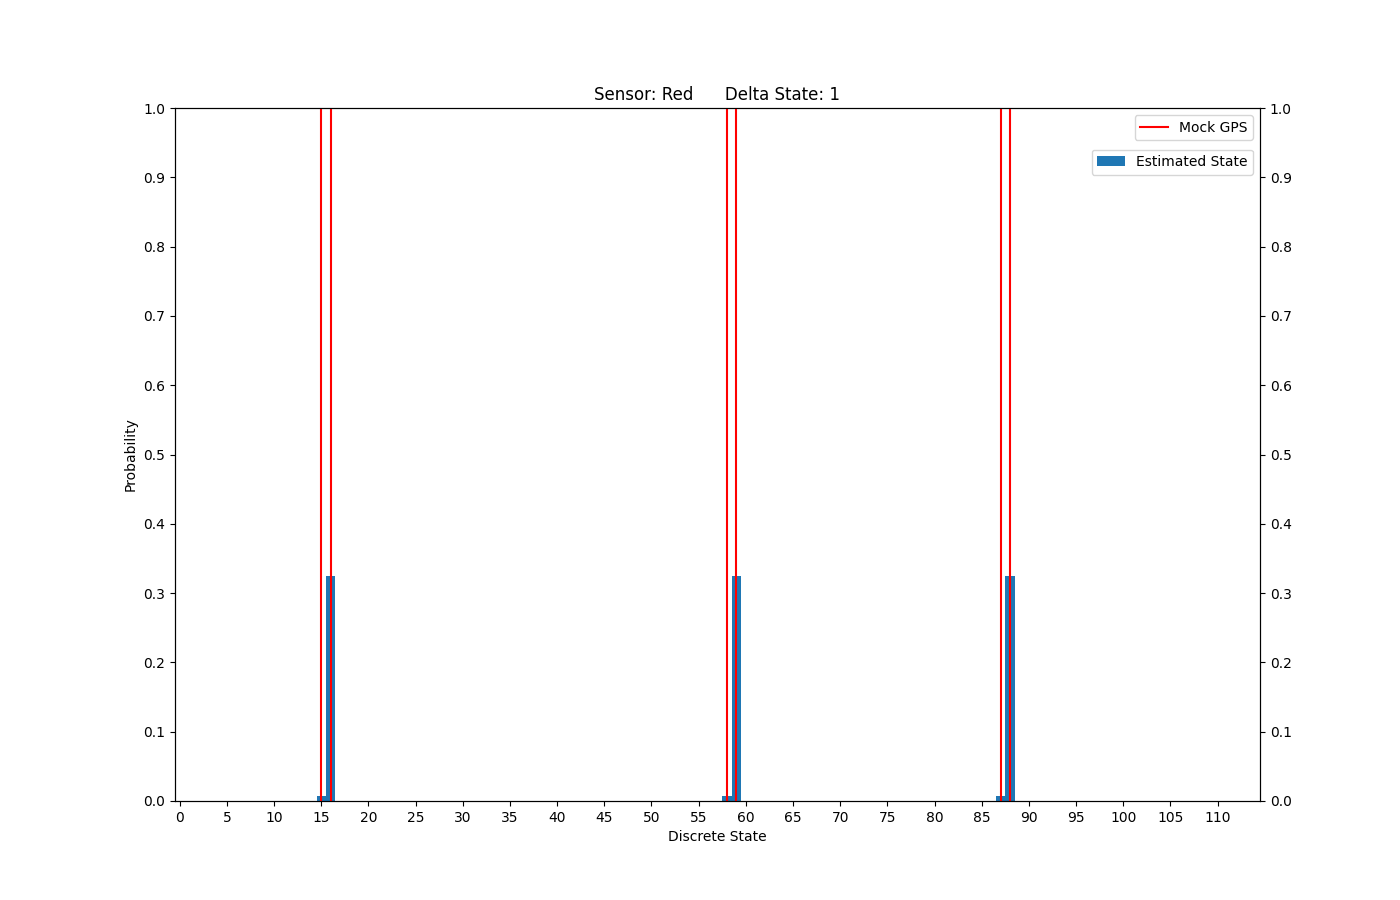 Sensor: Red Delta State: 1
1.0 1.0
Mock GPS
Estimated State
0.9 0.9
0.8 0.8
0.7 0.7
0.6 0.6
0.5 0.5
Probability
0.4 0.4
0.3 0.3
0.2 0.2
0.1 0.1
0.0 0.0
0 5 10 15 20 25 30 35 40 45 50 55 60 65 70 75 80 85 90 95 100 105 110
Discrete State